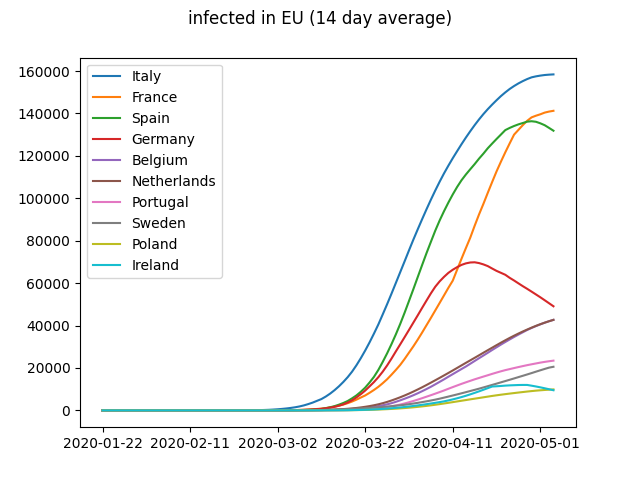 infected in EU (14 day average)
160000
140000
120000
100000
80000
60000
40000
20000
0
Italy
France
Spain
Germany
Belgium
Netherlands
Portugal
Sweden
Poland
Ireland
2020-01-22 2020-02-11 2020-03-02 2020-03-22 2020-04-11 2020-05-01